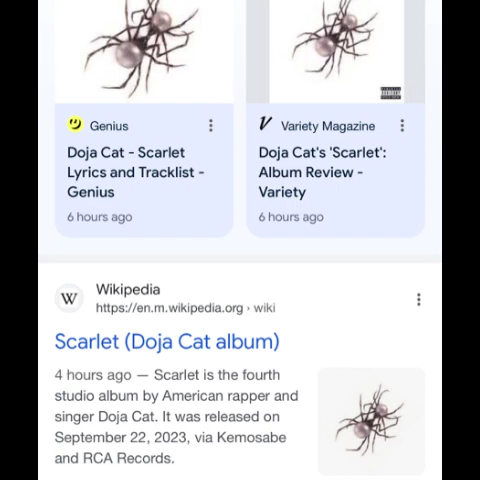 Genius
Variety Magazine
Doja Cat - Scarlet
Lyrics and Tracklist -
Genius
Doja Cat's 'Scarlet':
Album Review -
Variety
6 hours ago
6 hours ago
W
Wikipedia
https://en.m.wikipedia.org › wiki
Scarlet (Doja Cat album)
4 hours ago — Scarlet is the fourth
studio album by American rapper and
singer Doja Cat. It was released on
September 22, 2023, via Kemosabe
and RCA Records.